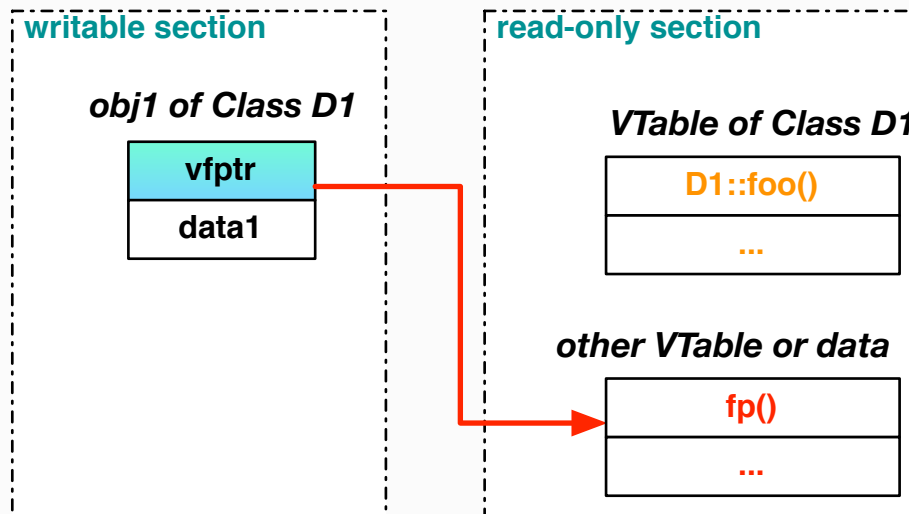 writable section
obj1 of Class D1
vfptr
data1
read-only section
VTable of Class D1
D1::foo()
...
other VTable or data
fp()
...